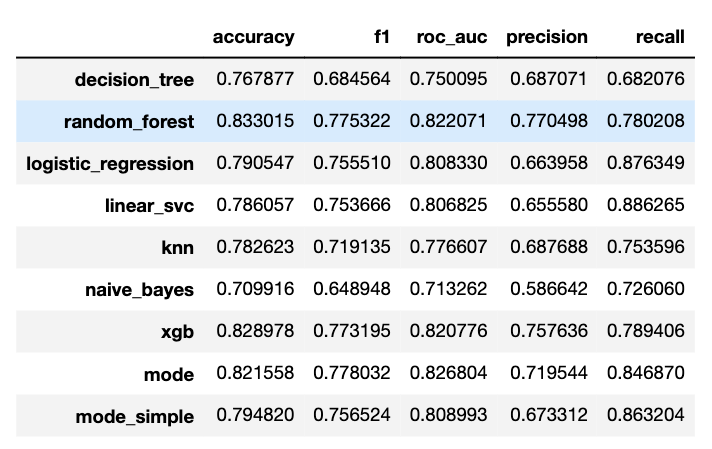 accuracy f1 roc_auc precision recall
decision_tree 0.767877 0.684564 0.750095 0.687071 0.682076
random_forest 0.833015 0.775322 0.822071 0.770498 0.780208
logistic_regression 0.790547 0.755510 0.808330 0.663958 0.876349
linear_svc 0.786057 0.753666 0.806825 0.655580 0.886265
knn 0.782623 0.719135 0.776607 0.687688 0.753596
naive_bayes 0.709916 0.648948 0.713262 0.586642 0.726060
xgb 0.828978 0.773195 0.820776 0.757636 0.789406
mode 0.821558 0.778032 0.826804 0.719544 0.846870
mode_simple 0.794820 0.756524 0.808993 0.673312 0.863204